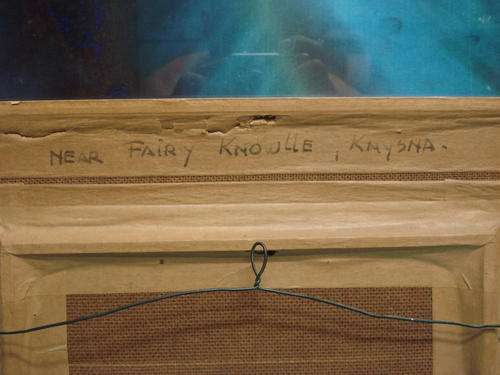 NEAR FAIRY KNOWLLE, KNYSNA.